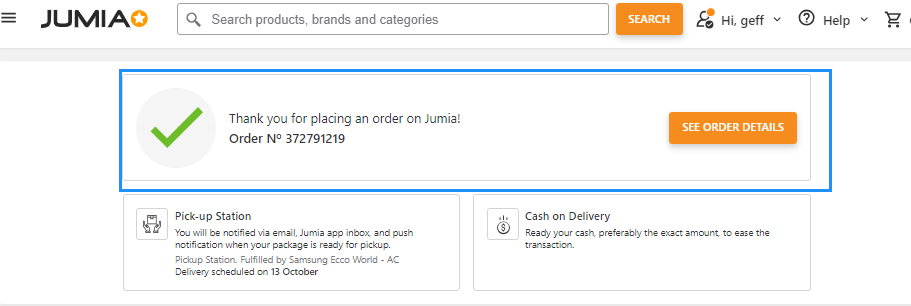 JUMIA
Search products, brands and categories
SEARCH
Hi, geff
Help
Thank you for placing an order on Jumia!
Order Nº 372791219
SEE ORDER DETAILS
Pick-up Station
You will be notified via email, Jumia app inbox, and push
notification when your package is ready for pickup.
Pickup Station. Fulfilled by Samsung Ecco World - AC
Delivery scheduled on 13 October
Cash on Delivery
Ready your cash, preferably the exact amount, to ease the
transaction.